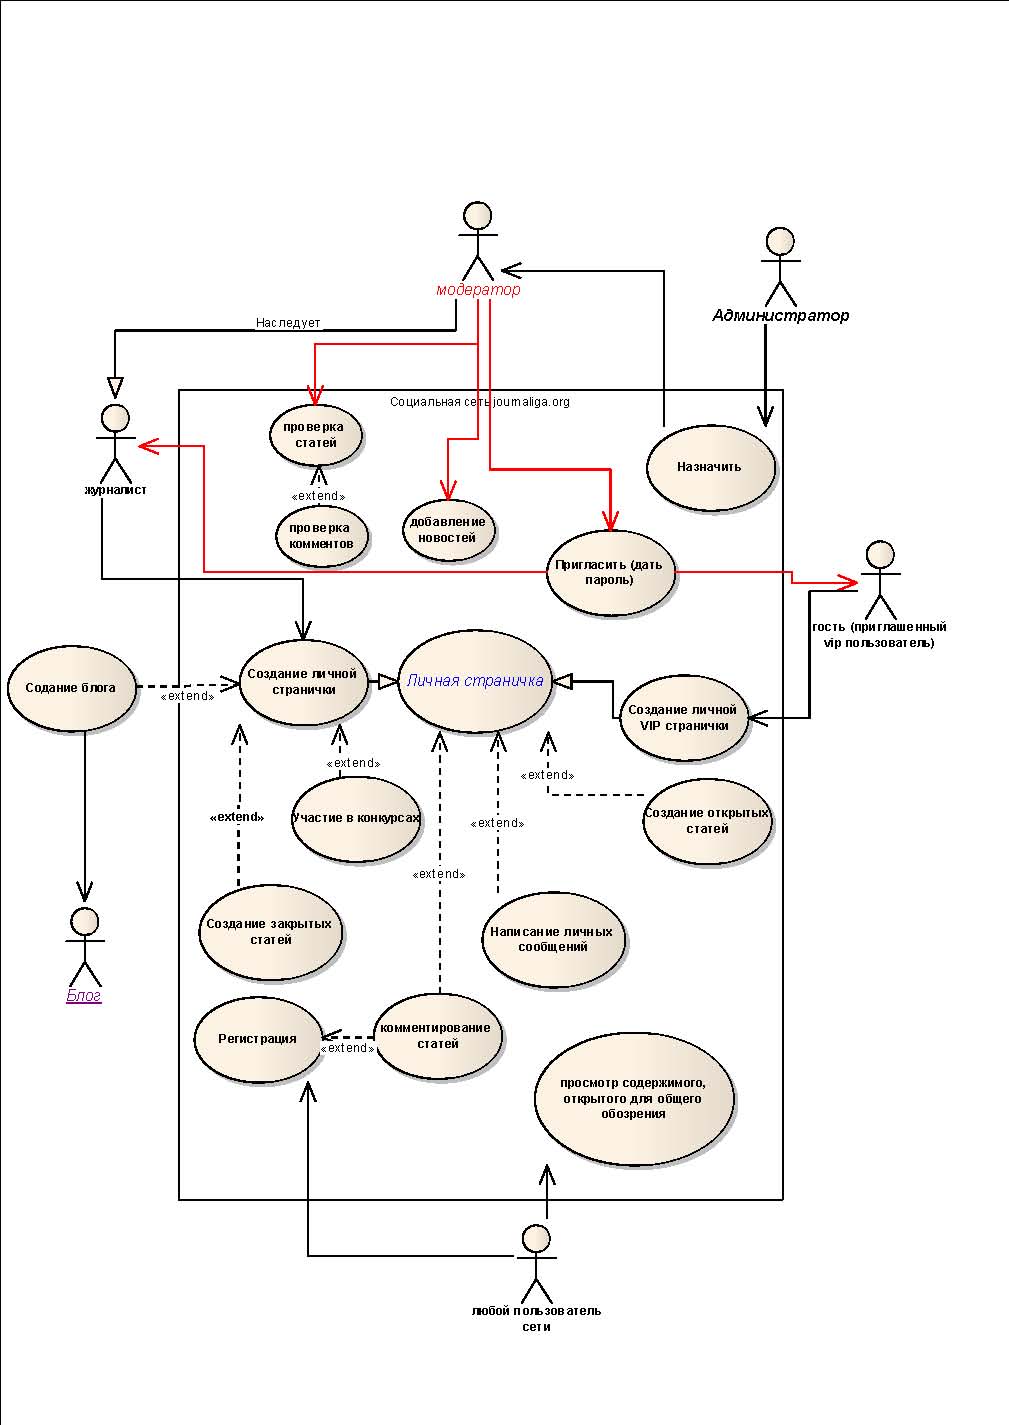 модератор
Администратор
Наследует
Социальная сеть journaliga.org
проверка
статей
Назначить
журналист
«extend»
проверка
комментов
добавление
новостей
Пригласить (дать
пароль)
гость (приглашенный
vip пользователь)
Содание блога
«extend»
Создание личной
странички
Личная страничка
Создание личной
VIP странички
«extend»
«extend»
«extend»
«extend»
«extend»
Участие в конкурсах
Создание открытых
статей
Создание закрытых
статей
Написание личных
сообщений
Блог
Регистрация
«extend»
комментирование
статей
просмотр содержимого,
открытого для общего
обозрения
любой пользователь
сети